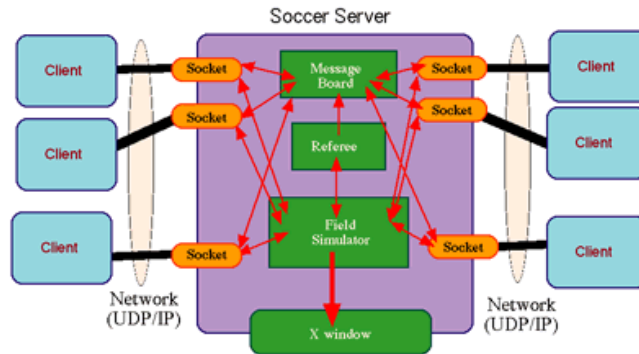 Soccer Server
Client
Socket
Message
Board
Socket
Client
Client
Socket
Referee
Socket
Client
Client
Socket
Field
Simulator
Socket
Client
Network
(UDP/IP)
X window
Network
(UDP/IP)